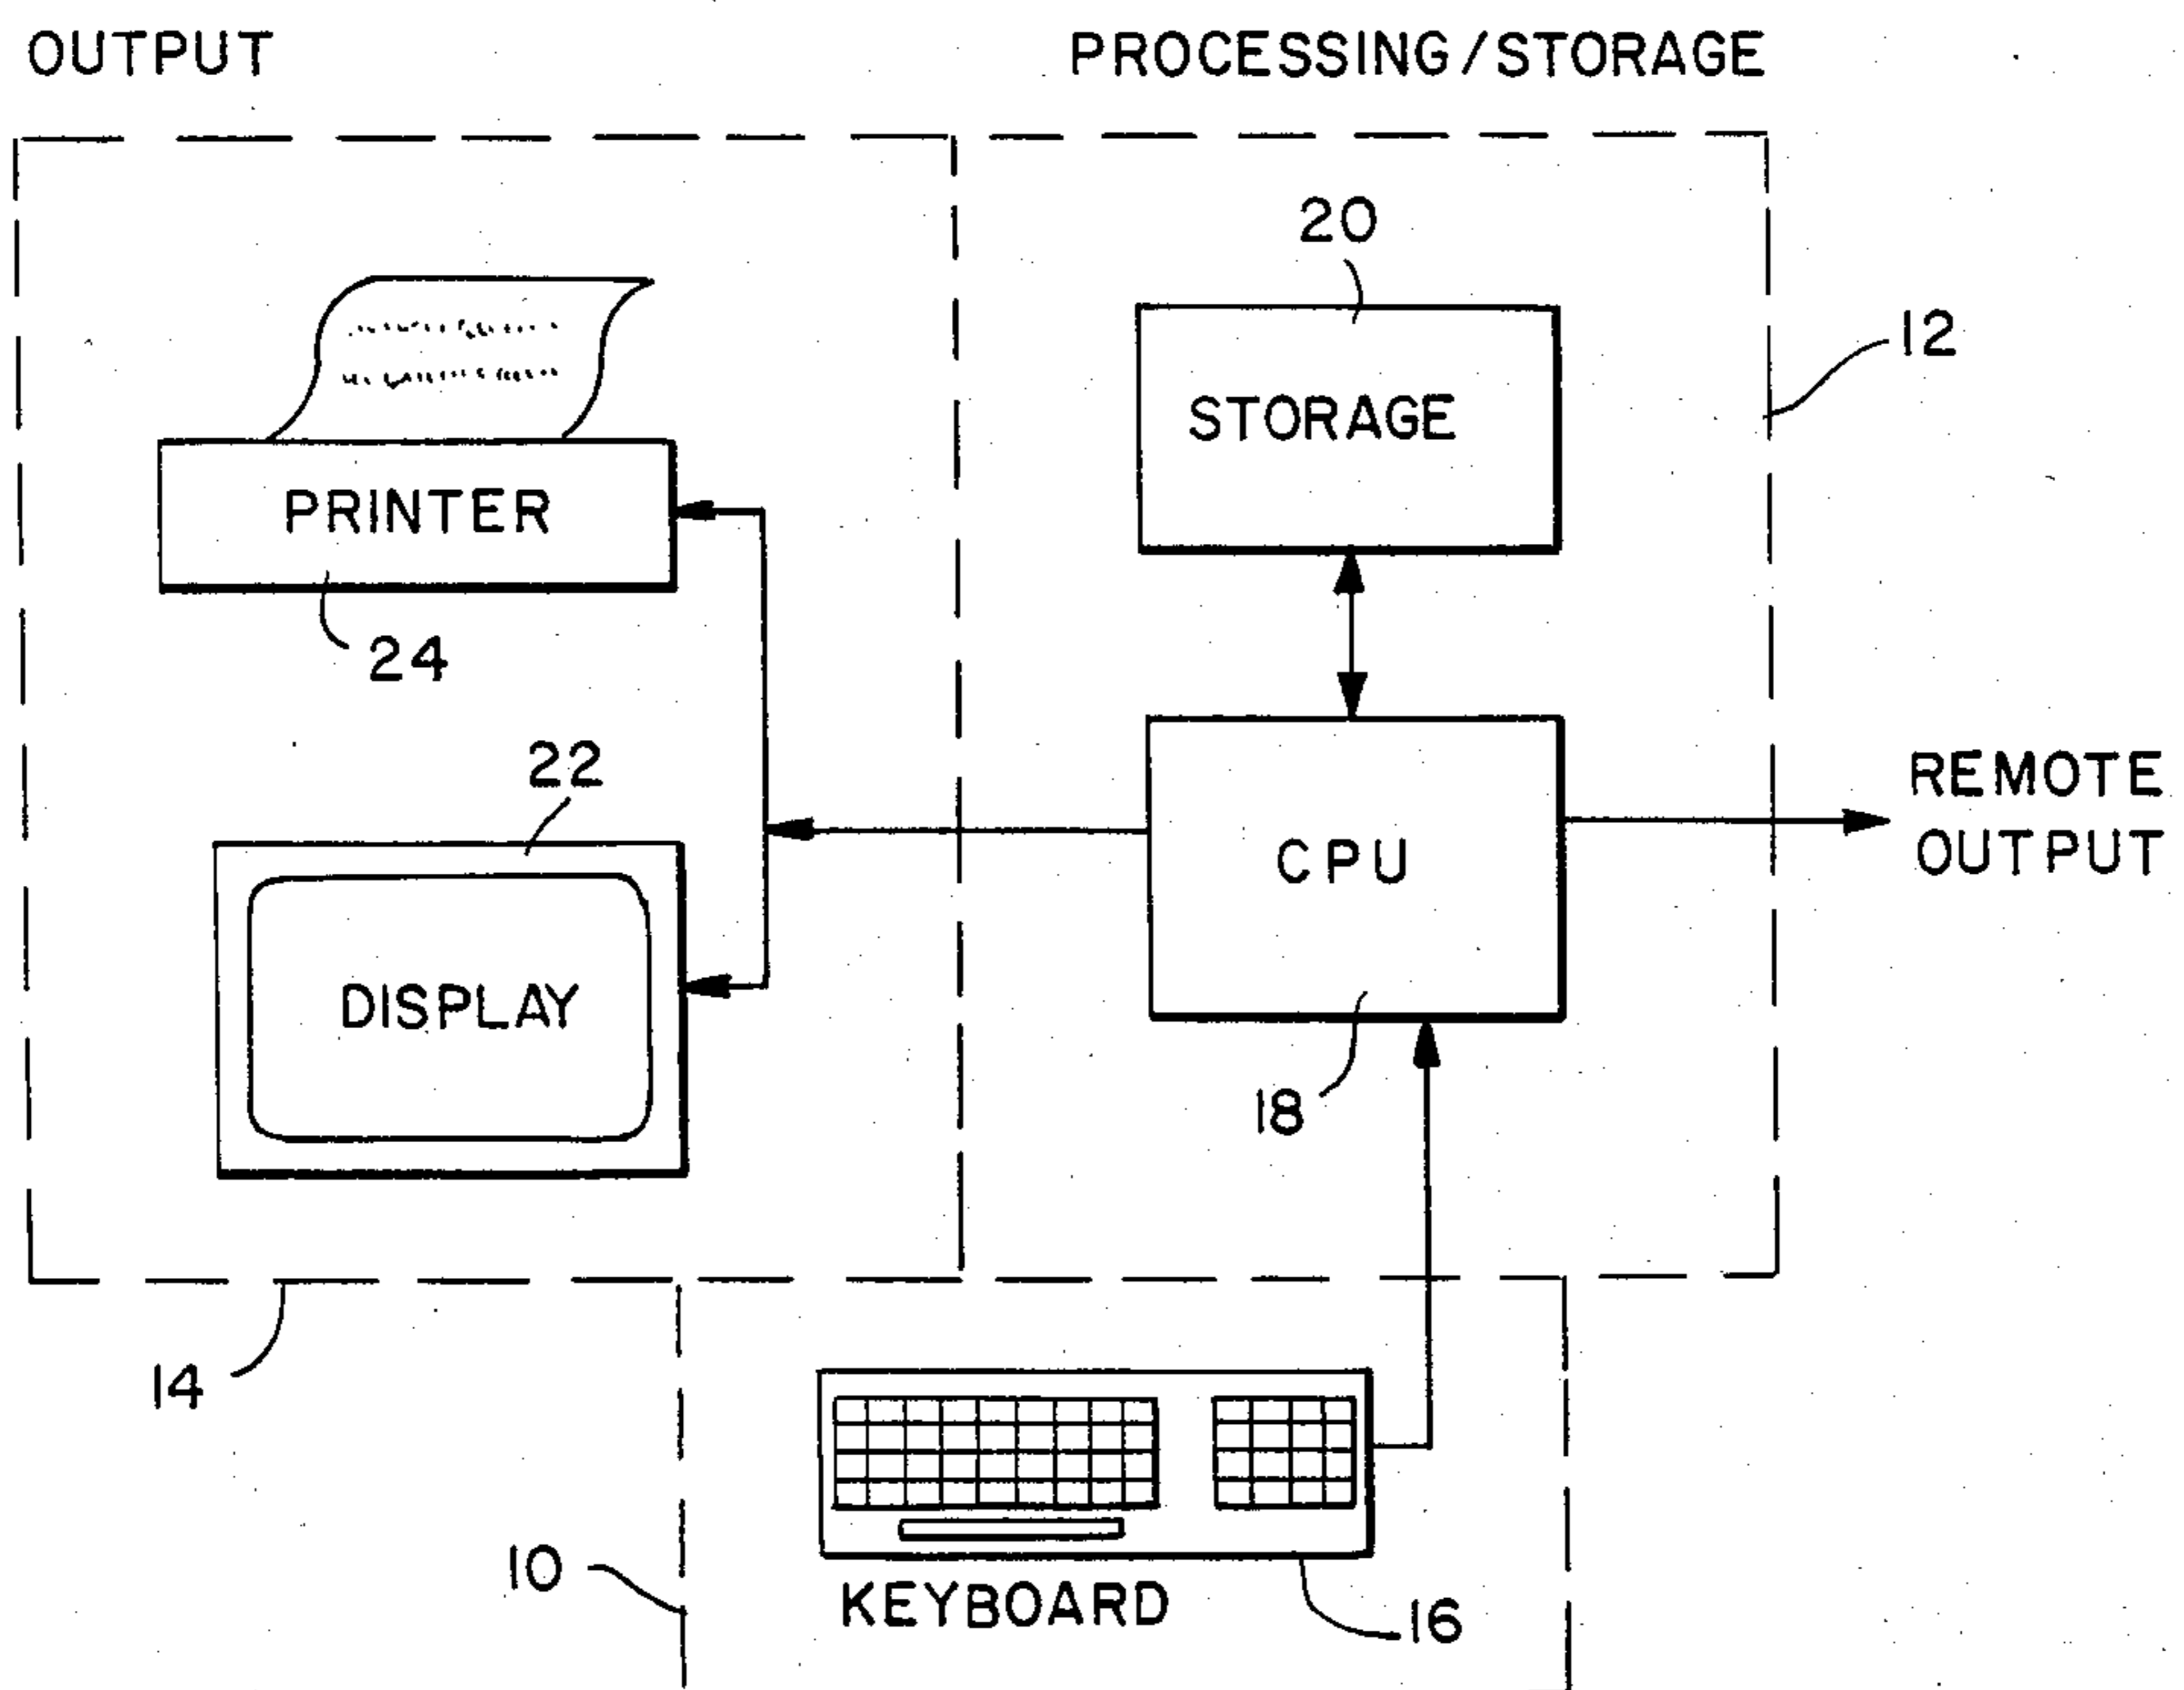 OUTPUT
PROCESSING/STORAGE
20
12
STORAGE
PRINTER
24
22
REMOTE
OUTPUT
CPU
DISPLAY
18
14
10
KEYBOARD
16